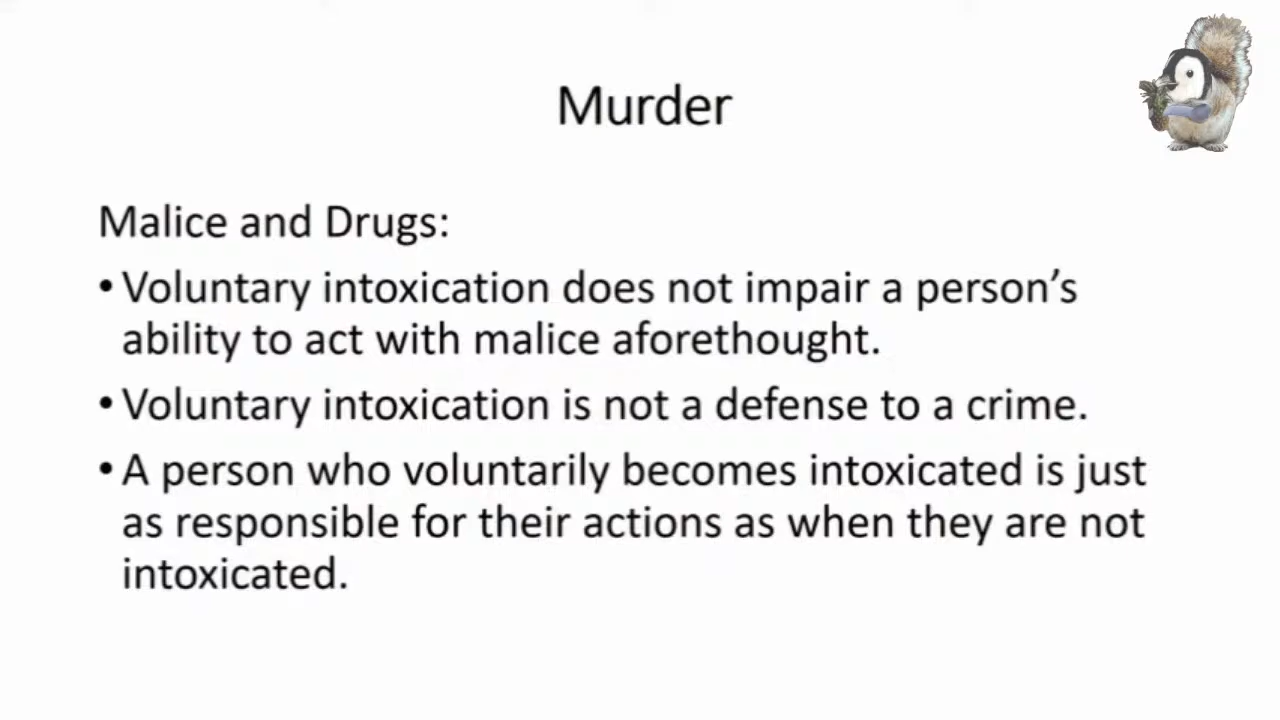 Murder
Malice and Drugs:
• Voluntary intoxication does not impair a person’s
ability to act with malice aforethought.
• Voluntary intoxication is not a defense to a crime.
• A person who voluntarily becomes intoxicated is just
as responsible for their actions as when they are not
intoxicated.